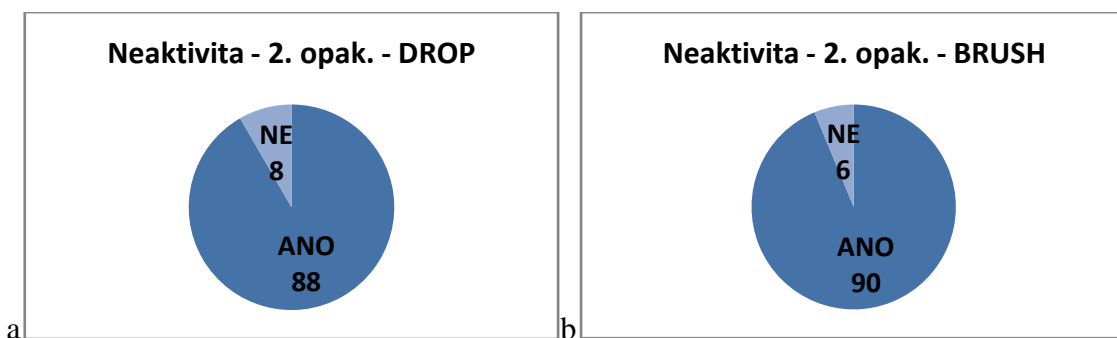 Neaktivita - 2. opak. - DROP
NE
8
ANO
88
a
Neaktivita - 2. opak. - BRUSH
NE
6
ANO
90
b